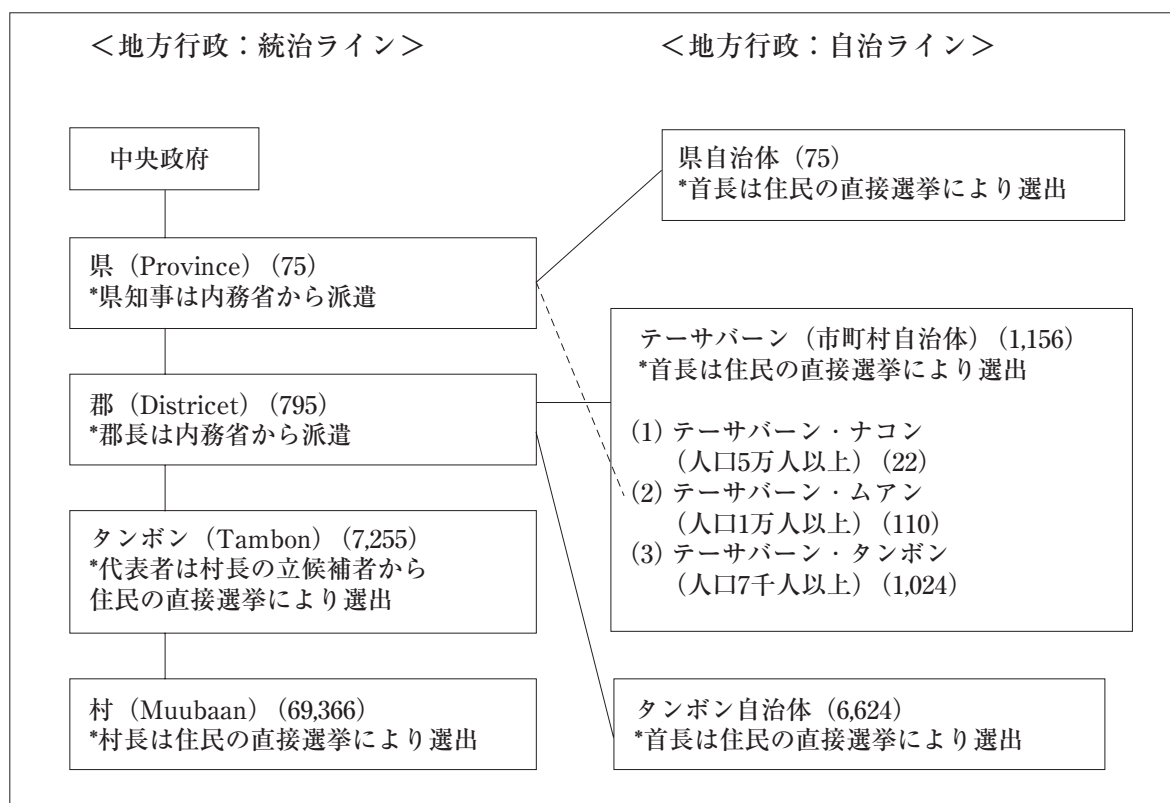 <地方行政：統治ライン>
<地方行政：自治ライン>
中央政府
県（Province）（75）
*県知事は内務省から派遣
郡（Districet）（795）
*郡長は内務省から派遣
タンボン（Tambon）（7,255）
*代表者は村長の立候補者から
住民の直接選挙により選出
村（Muubaan）（69,366）
*村長は住民の直接選挙により選出
県自治体（75）
*首長は住民の直接選挙により選出
テーサバーン（市町村自治体）（1,156）
*首長は住民の直接選挙により選出
(1) テーサバーン・ナコン
（人口5万人以上）（22）
(2) テーサバーン・ムアン
（人口1万人以上）（110）
(3) テーサバーン・タンボン
（人口7千人以上）（1,024）
タンボン自治体（6,624）
*首長は住民の直接選挙により選出